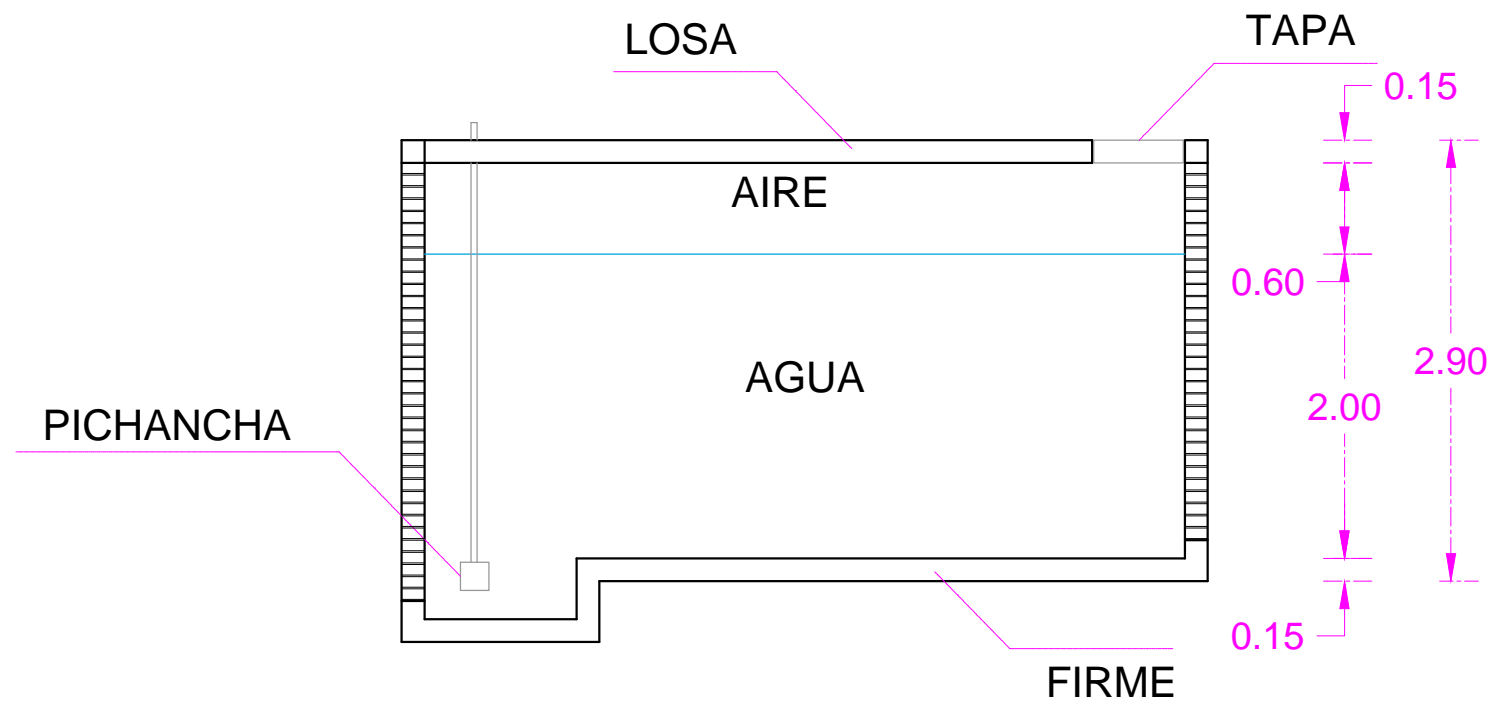 LOSA
TAPA
0.15
AIRE
0.60
2.90
AGUA
2.00
PICHANCHA
0.15
FIRME